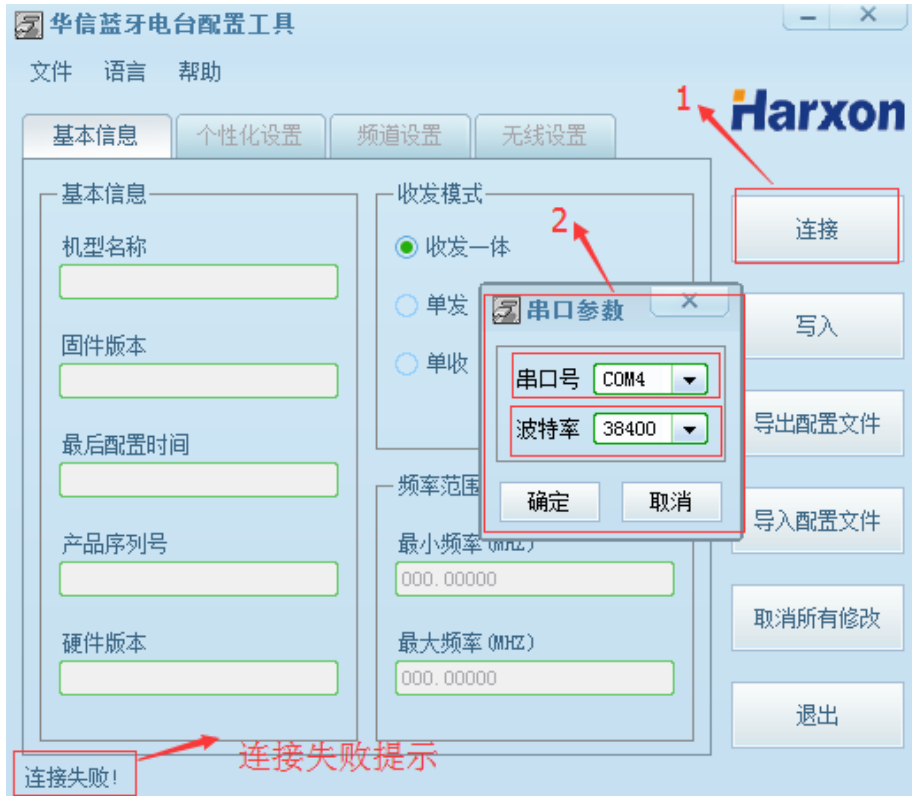 华信蓝牙电台配置工具
文件 语言 帮助
1
Harxon
基本信息 个性化设置 频道设置 无线设置
基本信息
机型名称
固件版本
最后配置时间
产品序列号
硬件版本
收发模式
收发一体
单发
单收
频率范围
最小频率(MHZ)
000.00000
最大频率(MHZ)
000.00000
2
串口参数
串口号 COM4
波特率 38400
确定 取消
连接
写入
导出配置文件
导入配置文件
取消所有修改
退出
连接失败提示
连接失败!